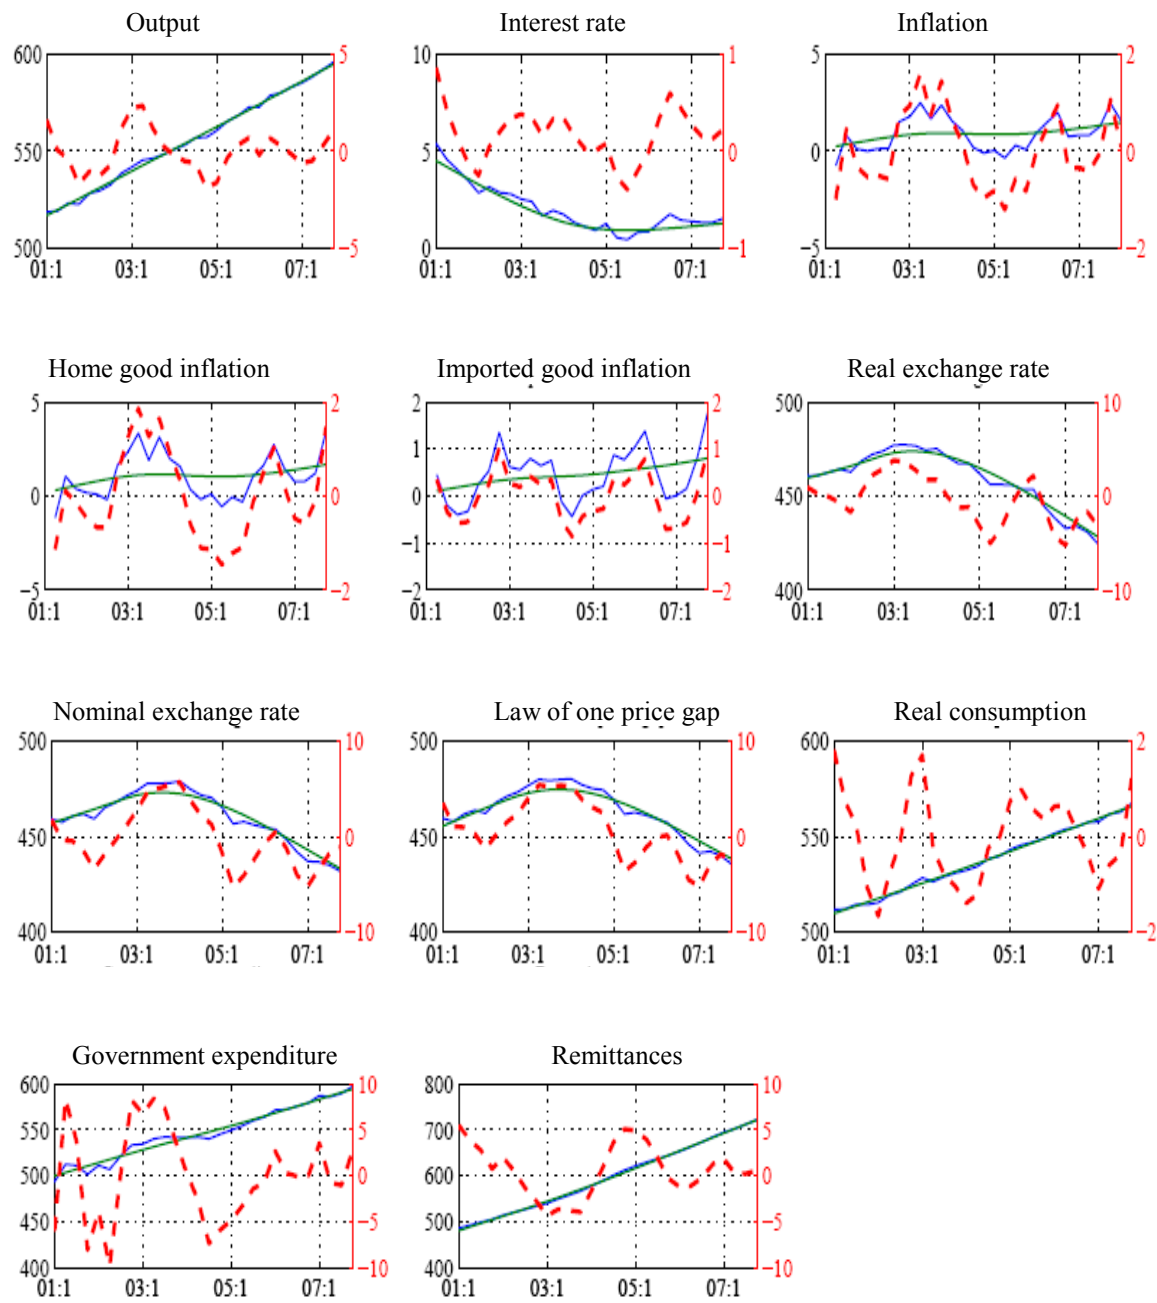 Output Interest rate Inflation
600 5 10 1 5 2
550 0 5 0 0 0
500 −5 0 −1 −5 −2
01:1 03:1 05:1 07:1 01:1 03:1 05:1 07:1 01:1 03:1 05:1 07:1
Home good inflation Imported good inflation Real exchange rate
5 2 2 2 500 10
1 1
0 0 0 0 450 0
−1 −1
−5 −2 −2 −2 400 −10
01:1 03:1 05:1 07:1 01:1 03:1 05:1 07:1 01:1 03:1 05:1 07:1
Nominal exchange rate Law of one price gap Real consumption
500 10 500 10 600 2
450 0 450 0 550 0
400 −10 400 −10 500 −2
01:1 03:1 05:1 07:1 01:1 03:1 05:1 07:1 01:1 03:1 05:1 07:1
Government expenditure Remittances
600 10 800 10
550 5 700 5
500 0 600 0
450 −5 500 −5
400 −10 400 −10
01:1 03:1 05:1 07:1 01:1 03:1 05:1 07:1